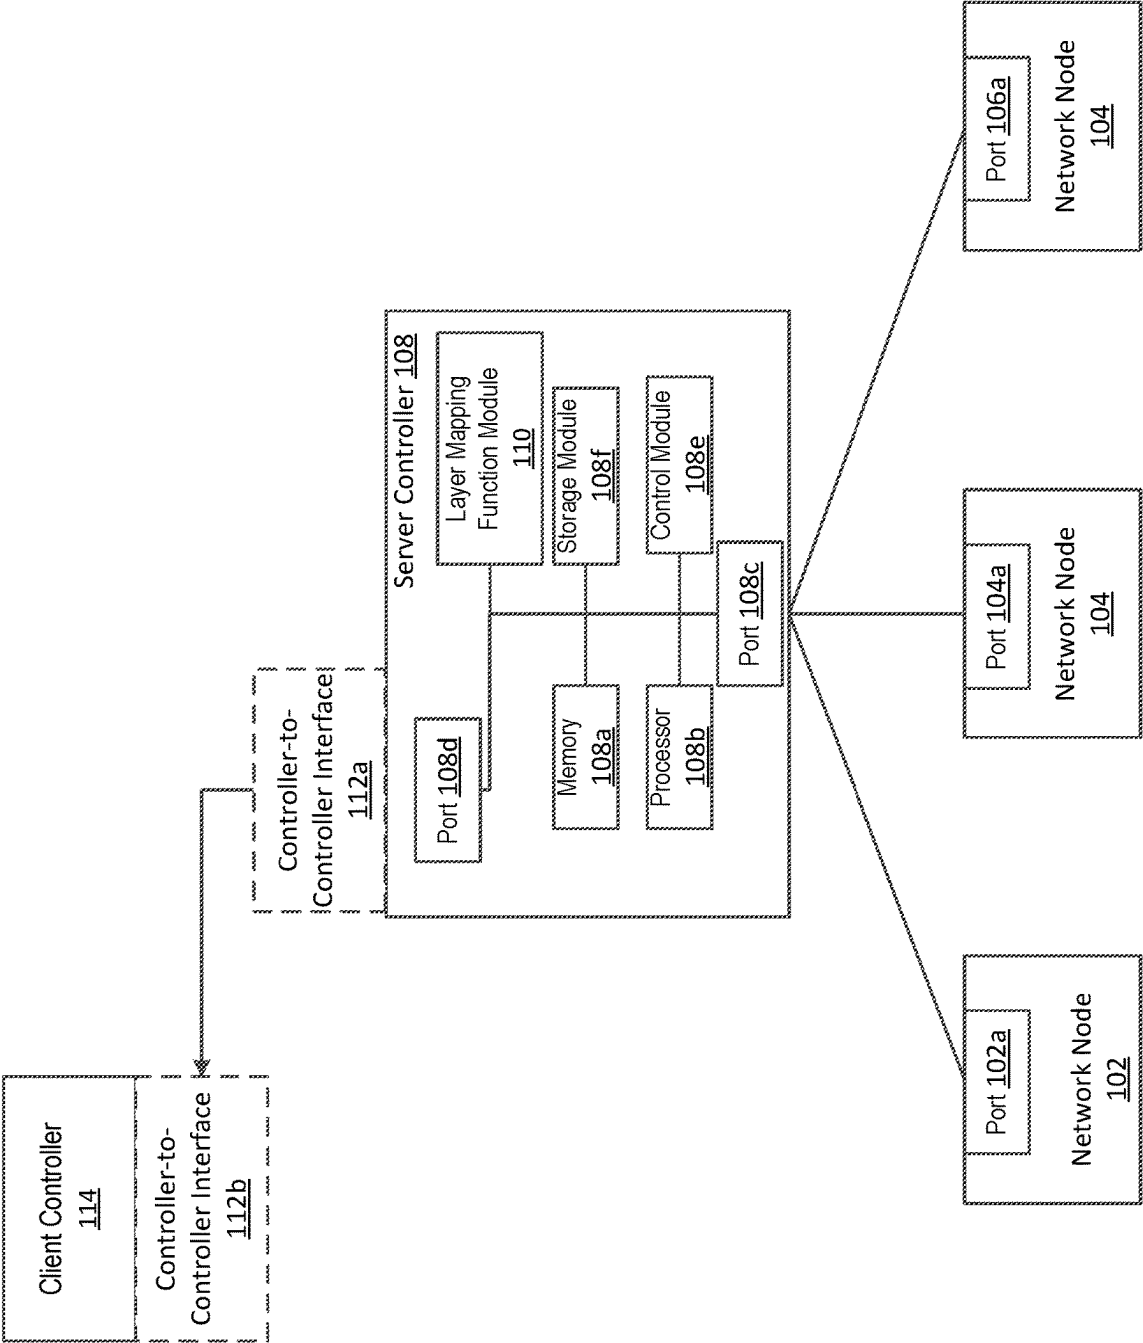 Client Controller
114
Controller-to-
Controller Interface
112b
Controller-to-
Controller Interface
112a
Server Controller 108
Port 108d
Layer Mapping
Function Module
110
Memory
108a
Storage Module
108f
Processor
108b
Control Module
108e
Port 108c
Port 102a
Network Node
102
Port 104a
Network Node
104
Port 106a
Network Node
104